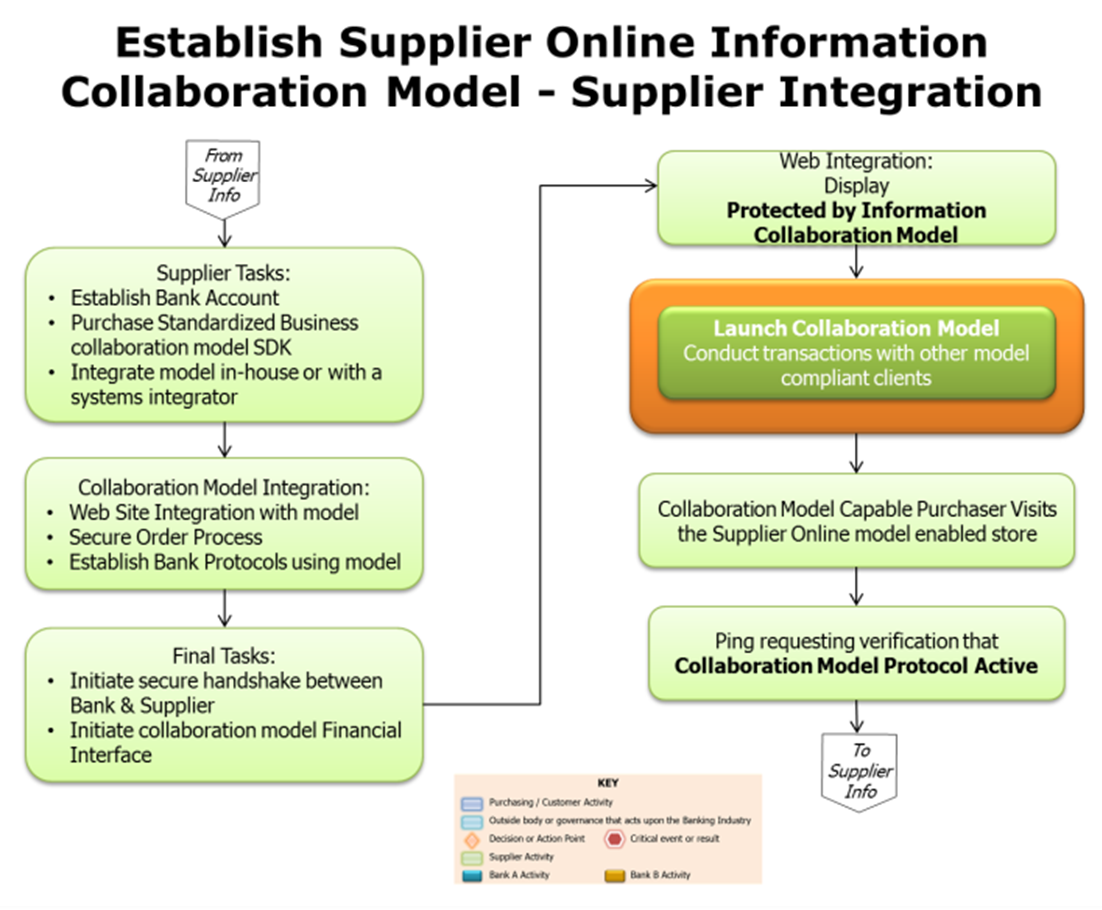 Establish Supplier Online Information
Collaboration Model - Supplier Integration
From
Supplier
Info
Supplier Tasks:
• Establish Bank Account
• Purchase Standardized Business
collaboration model SDK
• Integrate model in-house or with a
systems integrator
Collaboration Model Integration:
• Web Site Integration with model
• Secure Order Process
• Establish Bank Protocols using model
Final Tasks:
• Initiate secure handshake between
Bank & Supplier
• Initiate collaboration model Financial
Interface
Web Integration:
Display
Protected by Information
Collaboration Model
Launch Collaboration Model
Conduct transactions with other model
compliant clients
Collaboration Model Capable Purchaser Visits
the Supplier Online model enabled store
Ping requesting verification that
Collaboration Model Protocol Active
To
Supplier
Info
KEY
Purchasing / Customer Activity
Outside body or governance that acts upon the Banking Industry
Decision or Action Point
Critical event or result
Supplier Activity
Bank A Activity
Bank B Activity